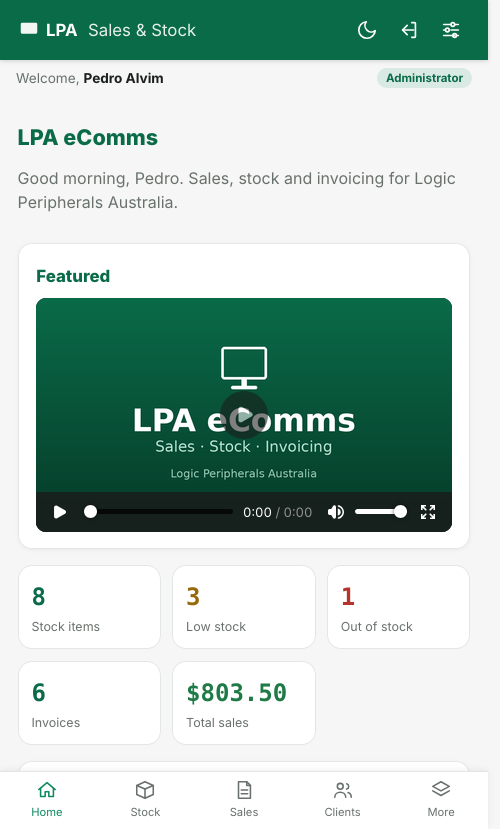 LPA Sales & Stock
Welcome, Pedro Alvim
Administrator
LPA eComms
Good morning, Pedro. Sales, stock and invoicing for Logic
Peripherals Australia.
Featured
LPA eComms
Sales · Stock · Invoicing
Logic Peripherals Australia
0:00 / 0:00
8
Stock items
3
Low stock
1
Out of stock
6
Invoices
$803.50
Total sales
Home
Stock
Sales
Clients
More